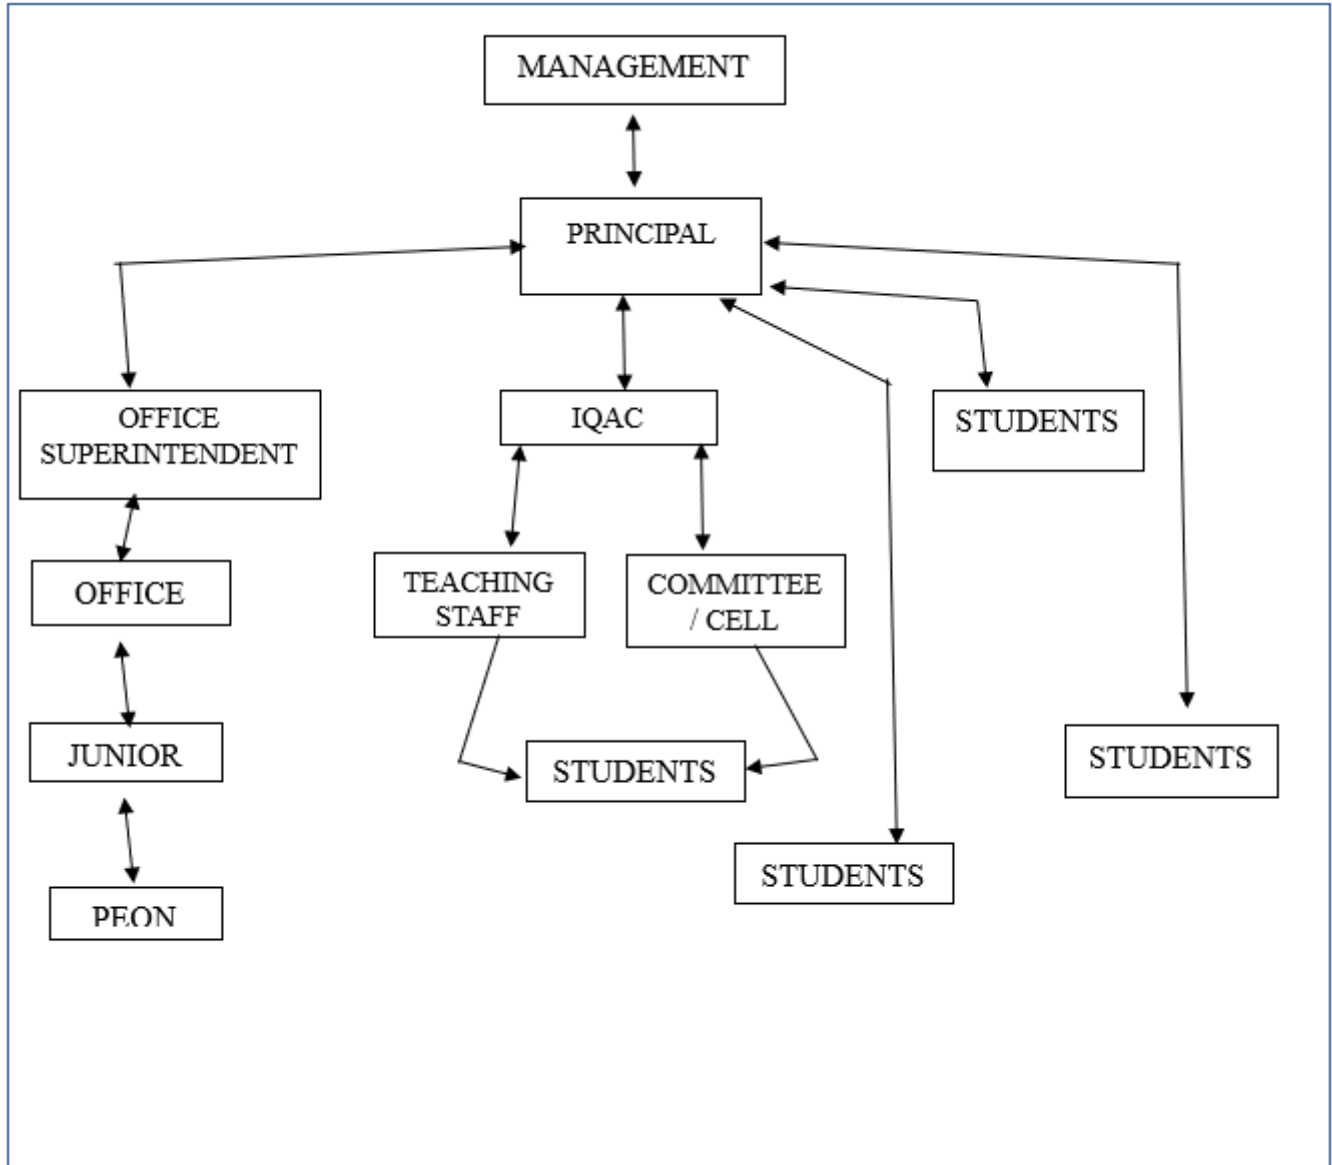 MANAGEMENT
PRINCIPAL
OFFICE
SUPERINTENDENT
IQAC
STUDENTS
OFFICE
TEACHING
STAFF
COMMITTEE
/ CELL
JUNIOR
STUDENTS
STUDENTS
STUDENTS
PEON